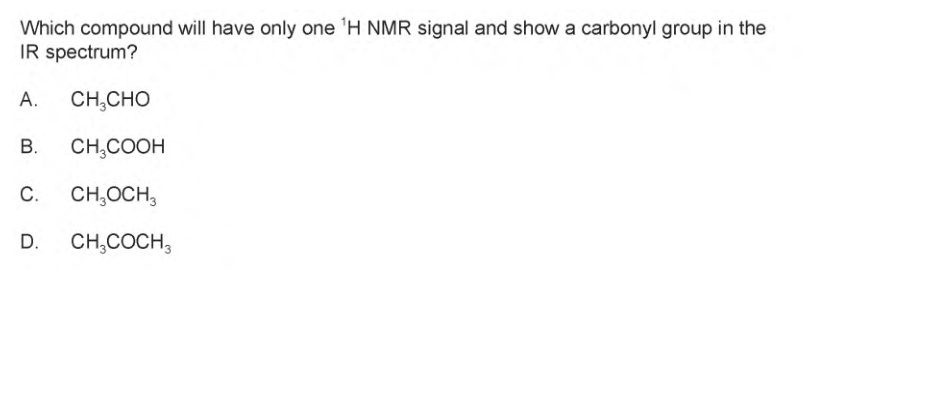 Which compound will have only one ¹H NMR signal and show a carbonyl group in the
IR spectrum?
A. CH₃CHO
B. CH₃COOH
C. CH₃OCH₃
D. CH₃COCH₃